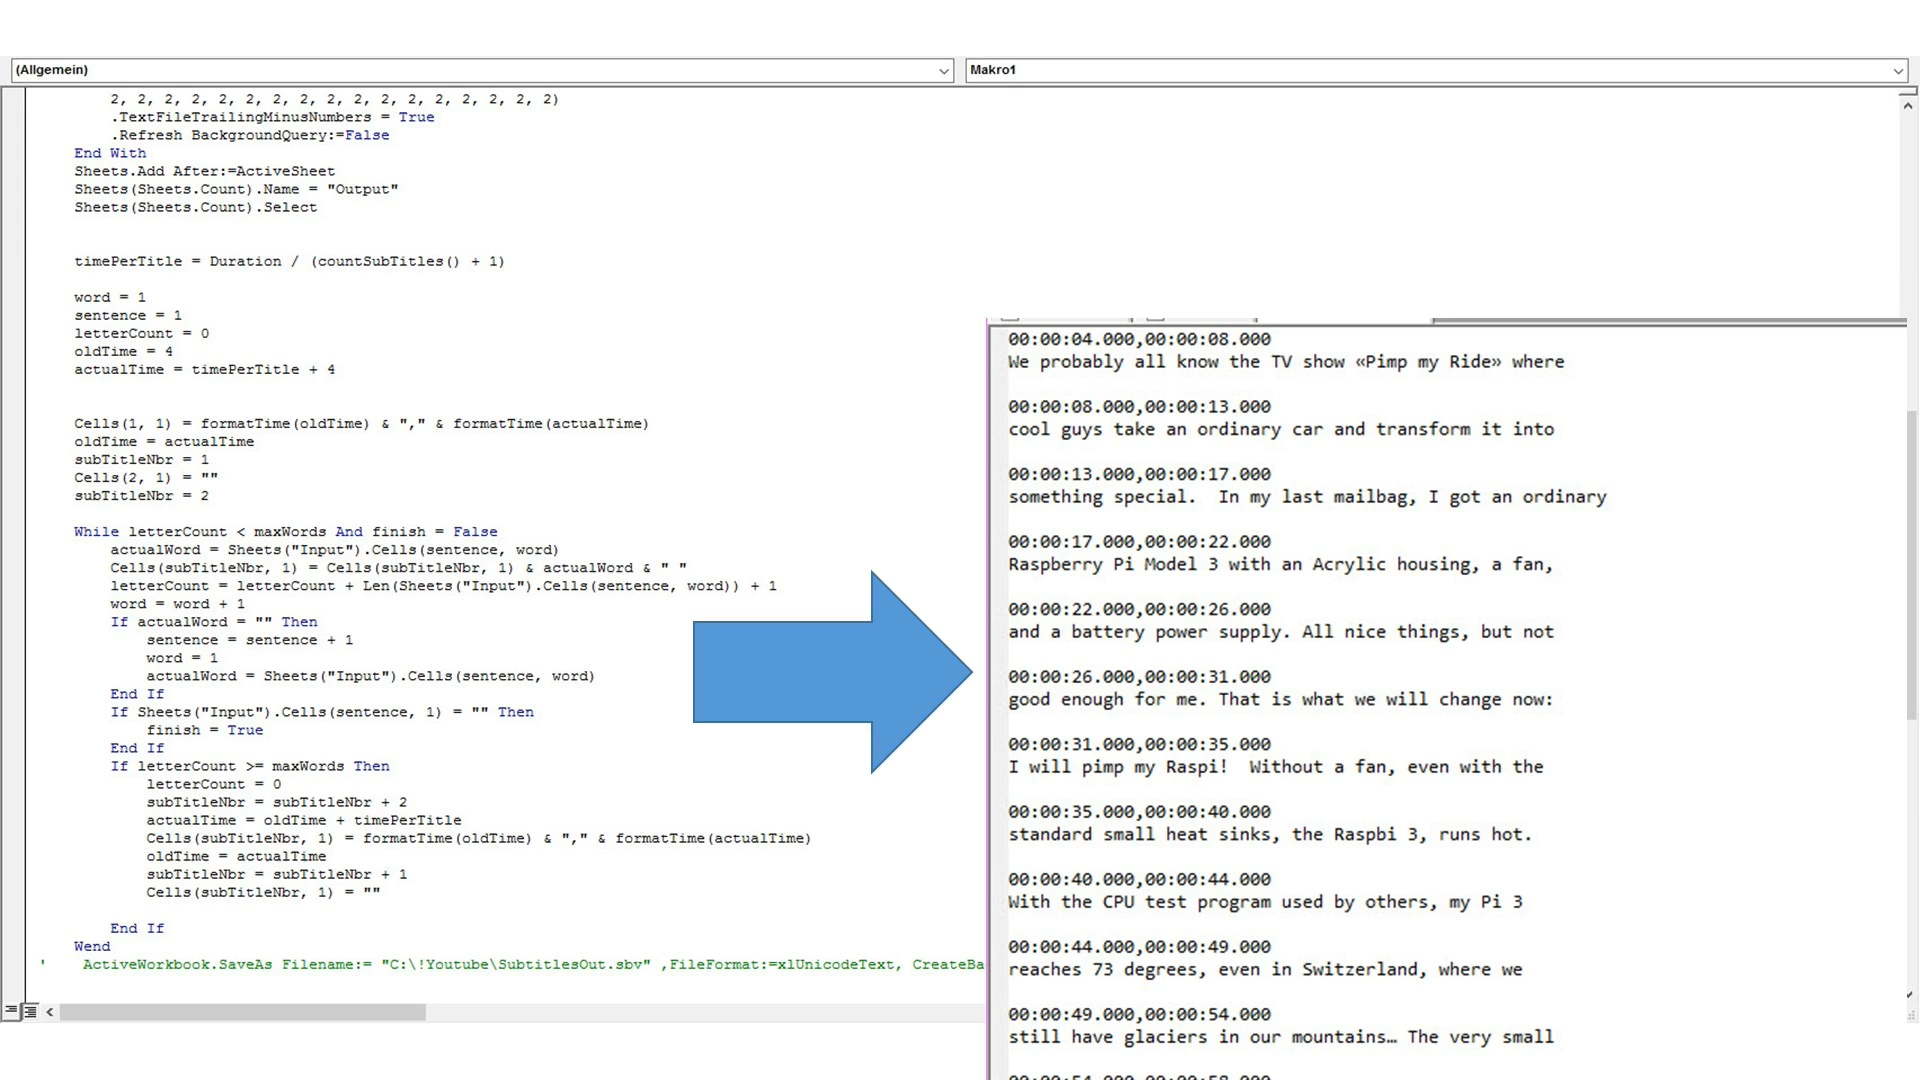 (Allgemein)
Makro1
2, 2, 2, 2, 2, 2, 2, 2, 2, 2, 2, 2, 2, 2, 2, 2, 2)
.TextFileTrailingMinusNumbers = True
.Refresh BackgroundQuery:=False
End With
Sheets.Add After:=ActiveSheet
Sheets(Sheets.Count).Name = "Output"
Sheets(Sheets.Count).Select
timePerTitle = Duration / (countSubTitles() + 1)
word = 1
sentence = 1
letterCount = 0
oldTime = 4
actualTime = timePerTitle + 4
Cells(1, 1) = formatTime(oldTime) & "," & formatTime(actualTime)
oldTime = actualTime
subTitleNbr = 1
Cells(2, 1) = ""
subTitleNbr = 2
While letterCount < maxWords And finish = False
actualWord = Sheets("Input").Cells(sentence, word)
Cells(subTitleNbr, 1) = Cells(subTitleNbr, 1) & actualWord & " "
letterCount = letterCount + Len(Sheets("Input").Cells(sentence, word)) + 1
word = word + 1
If actualWord = "" Then
sentence = sentence + 1
word = 1
actualWord = Sheets("Input").Cells(sentence, word)
End If
If Sheets("Input").Cells(sentence, 1) = "" Then
finish = True
End If
If letterCount >= maxWords Then
letterCount = 0
subTitleNbr = subTitleNbr + 2
actualTime = oldTime + timePerTitle
Cells(subTitleNbr, 1) = formatTime(oldTime) & "," & formatTime(actualTime)
oldTime = actualTime
subTitleNbr = subTitleNbr + 1
Cells(subTitleNbr, 1) = ""
End If
Wend
' ActiveWorkbook.SaveAs Filename:= "C:\!Youtube\SubtitlesOut.sbv" ,FileFormat:=xlUnicodeText, CreateBa
00:00:04.000,00:00:08.000
We probably all know the TV show «Pimp my Ride» where
00:00:08.000,00:00:13.000
cool guys take an ordinary car and transform it into
00:00:13.000,00:00:17.000
something special.  In my last mailbag, I got an ordinary
00:00:17.000,00:00:22.000
Raspberry Pi Model 3 with an Acrylic housing, a fan,
00:00:22.000,00:00:26.000
and a battery power supply. All nice things, but not
00:00:26.000,00:00:31.000
good enough for me. That is what we will change now:
00:00:31.000,00:00:35.000
I will pimp my Raspi!  Without a fan, even with the
00:00:35.000,00:00:40.000
standard small heat sinks, the Raspbi 3, runs hot.
00:00:40.000,00:00:44.000
With the CPU test program used by others, my Pi 3
00:00:44.000,00:00:49.000
reaches 73 degrees, even in Switzerland, where we
00:00:49.000,00:00:54.000
still have glaciers in our mountains… The very small
00:00:54.000,00:00:58.000